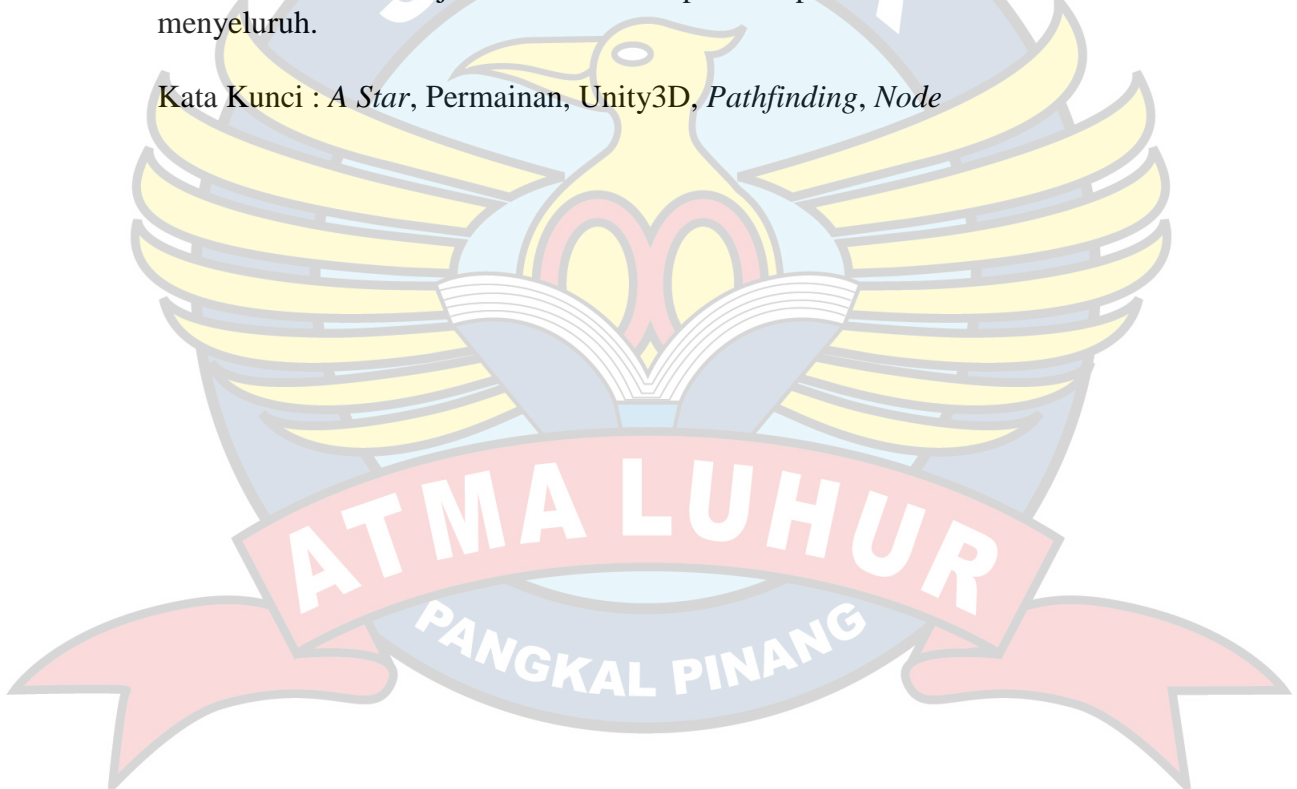 menyeluruh.
Kata Kunci : A Star, Permainan, Unity3D, Pathfinding, Node
ATMA LUHUR
PANGKAL PINANG